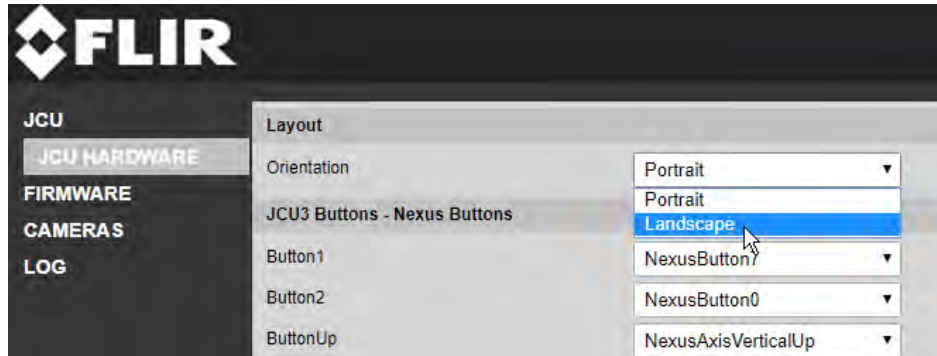 FLIR
JCU
JCU HARDWARE
FIRMWARE
CAMERAS
LOG
Layout
Orientation
Portrait
Portrait
Landscape
JCU3 Buttons - Nexus Buttons
Button1
NexusButton7
Button2
NexusButton0
ButtonUp
NexusAxisVerticalUp